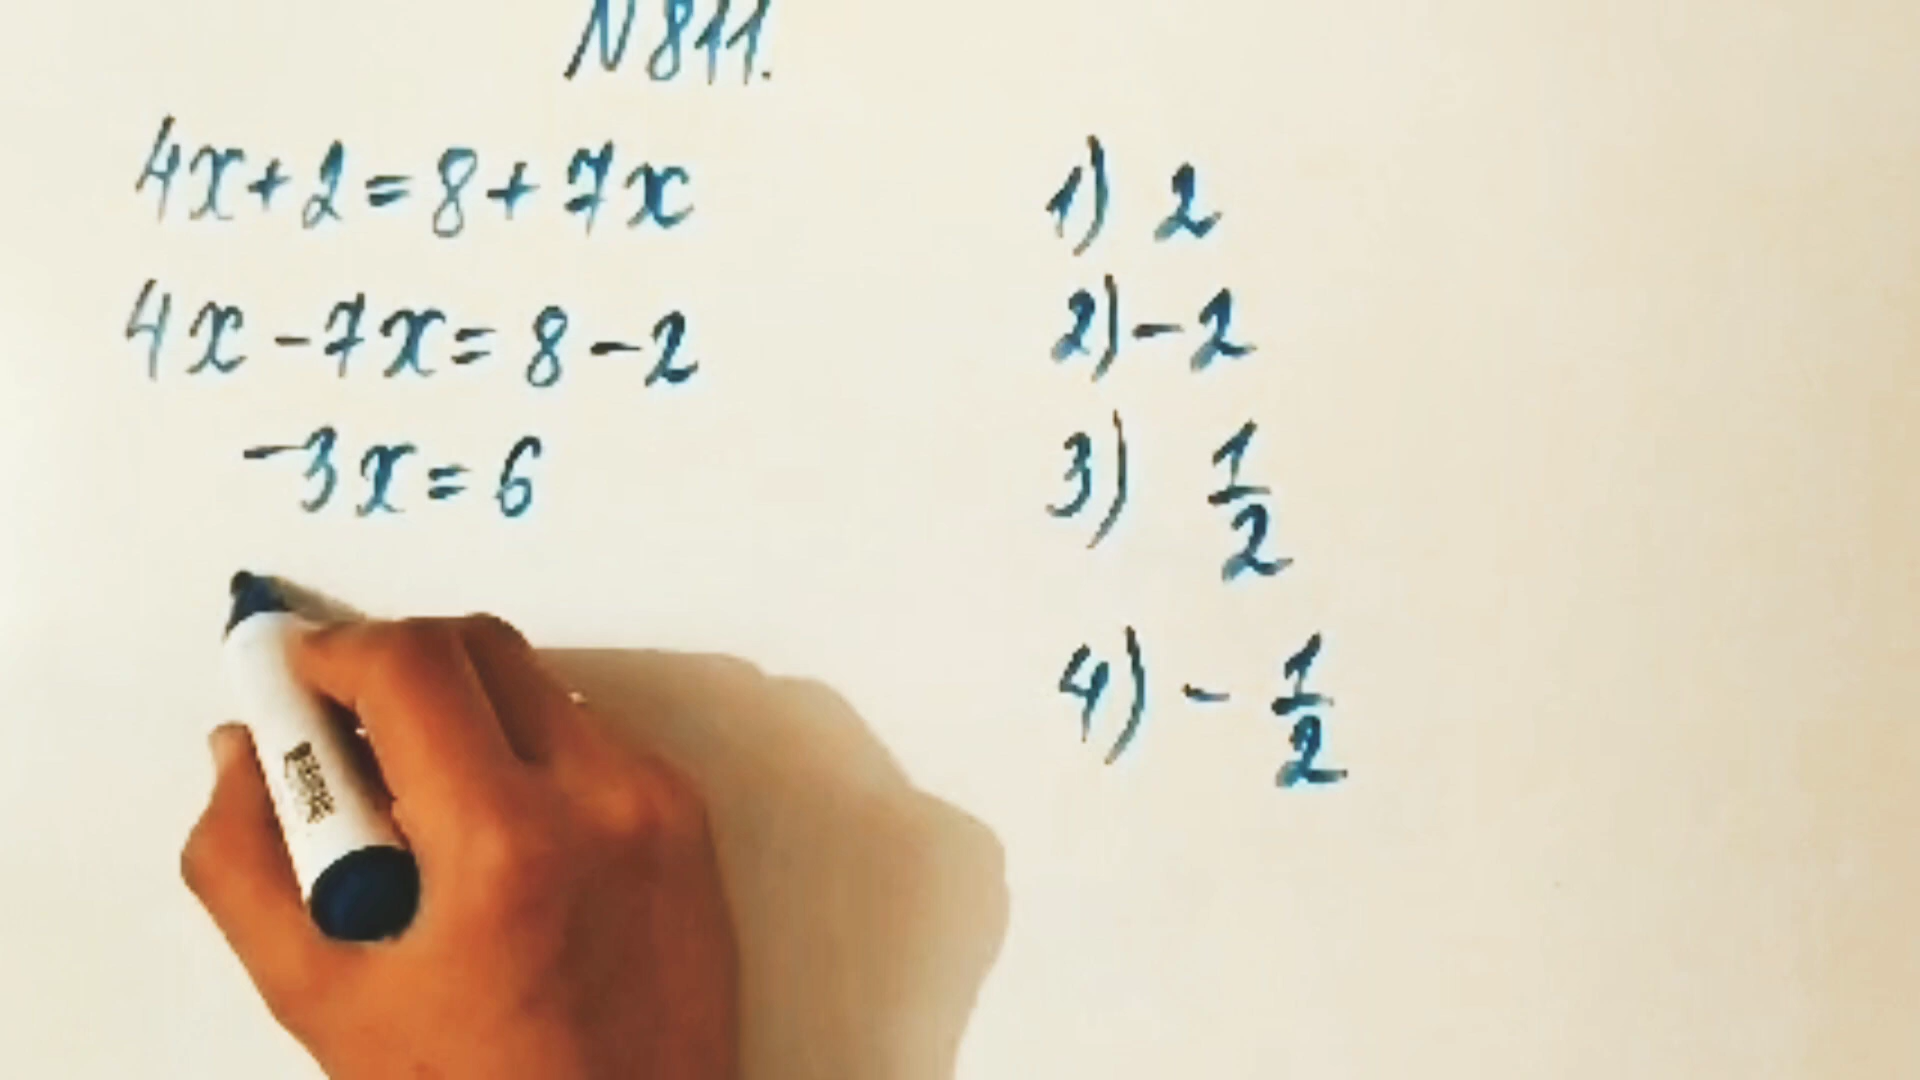 N 811.
4x+2=8+7x
4x-7x=8-2
-3x=6
1) 2
2) -2
3) 1/2
4) - 1/2